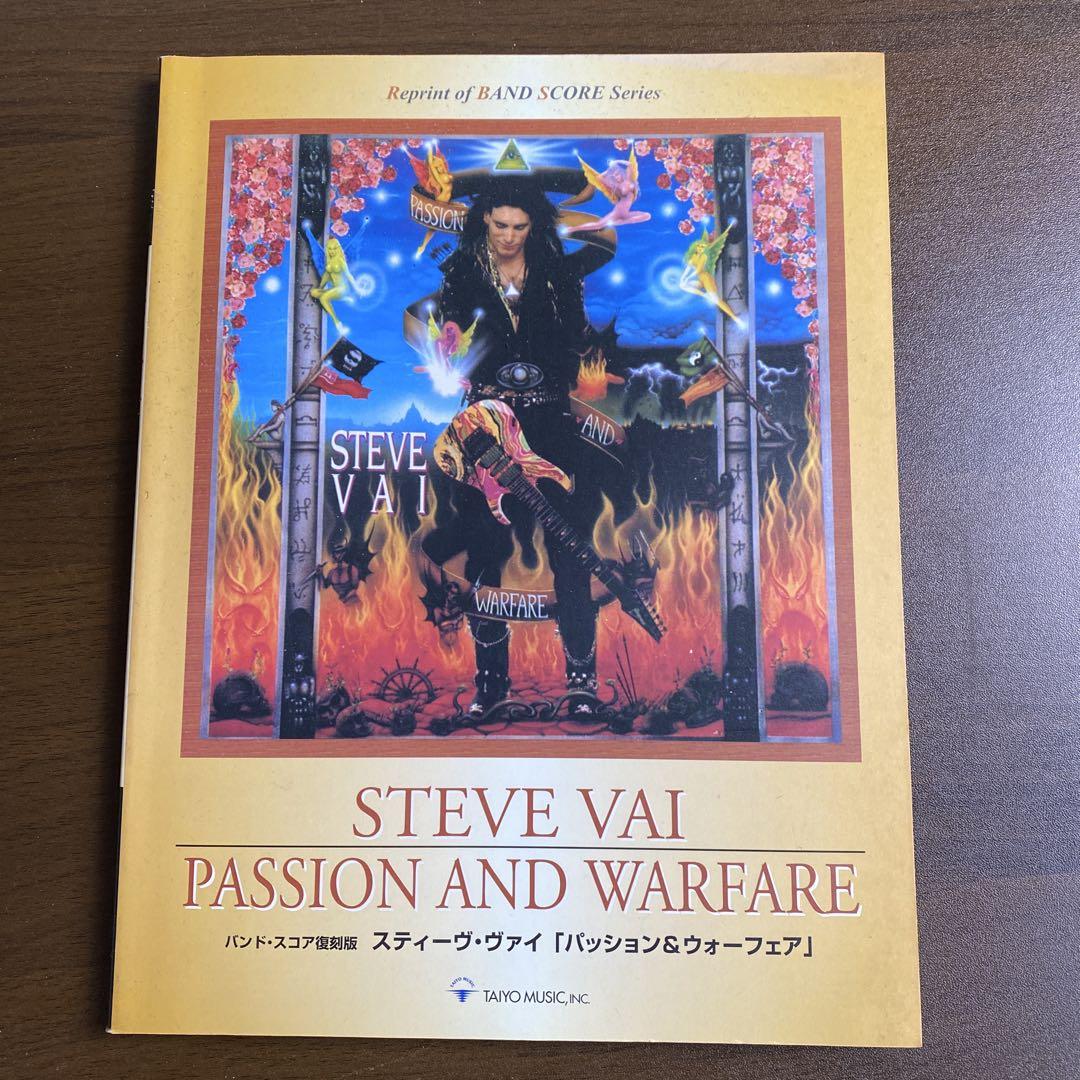 Reprint of BAND SCORE Series
PASSION
STEVE
VAI
AND
WARFARE
STEVE VAI
PASSION AND WARFARE
バンド・スコア復刻版 スティーヴ・ヴァイ「パッション&ウォーフェア」
TAIYO MUSIC
TAIYO MUSIC, INC.